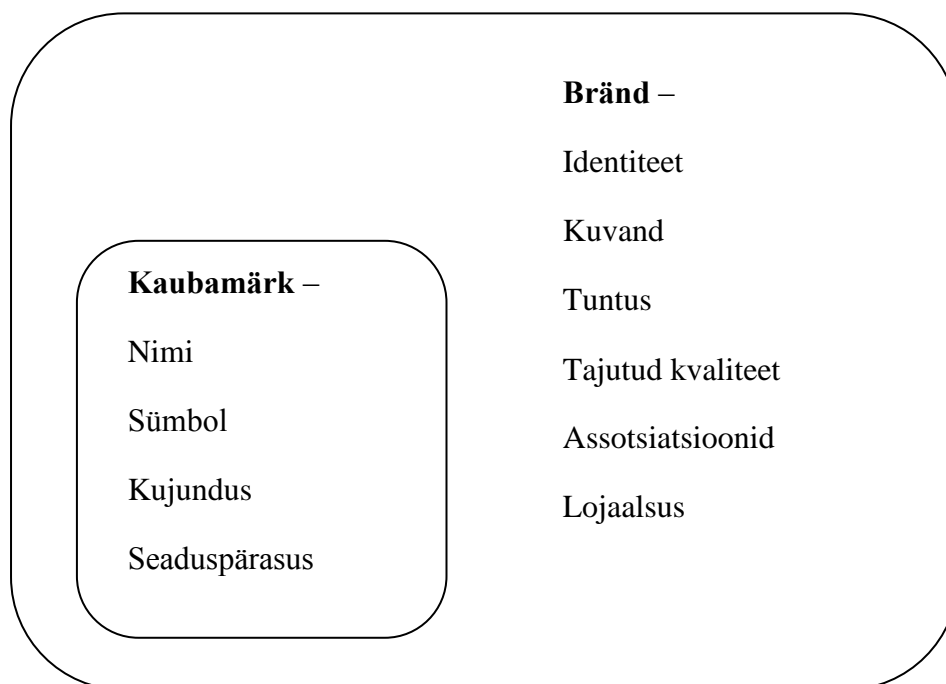 Bränd –
Identiteet
Kuvand
Tuntus
Tajutud kvaliteet
Assotsiatsioonid
Lojaalsus
Kaubamärk –
Nimi
Sümbol
Kujundus
Seaduspärasus